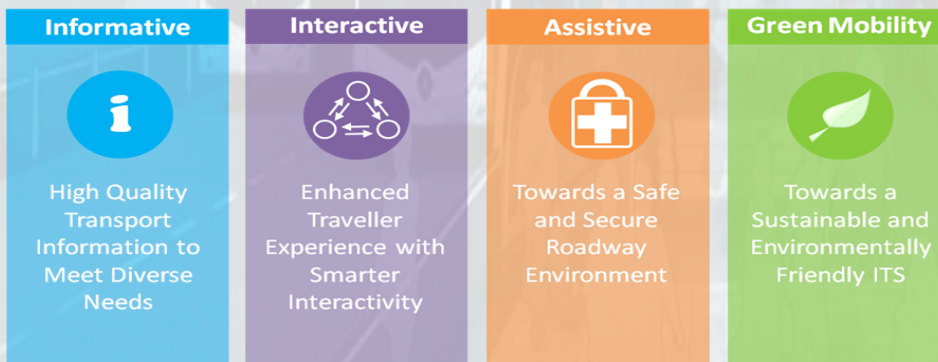 Informative
i
High Quality
Transport
Information to
Meet Diverse
Needs
Interactive
Enhanced
Traveller
Experience with
Smarter
Interactivity
Assistive
Towards a Safe
and Secure
Roadway
Environment
Green Mobility
Towards a
Sustainable and
Environmentally
Friendly ITS